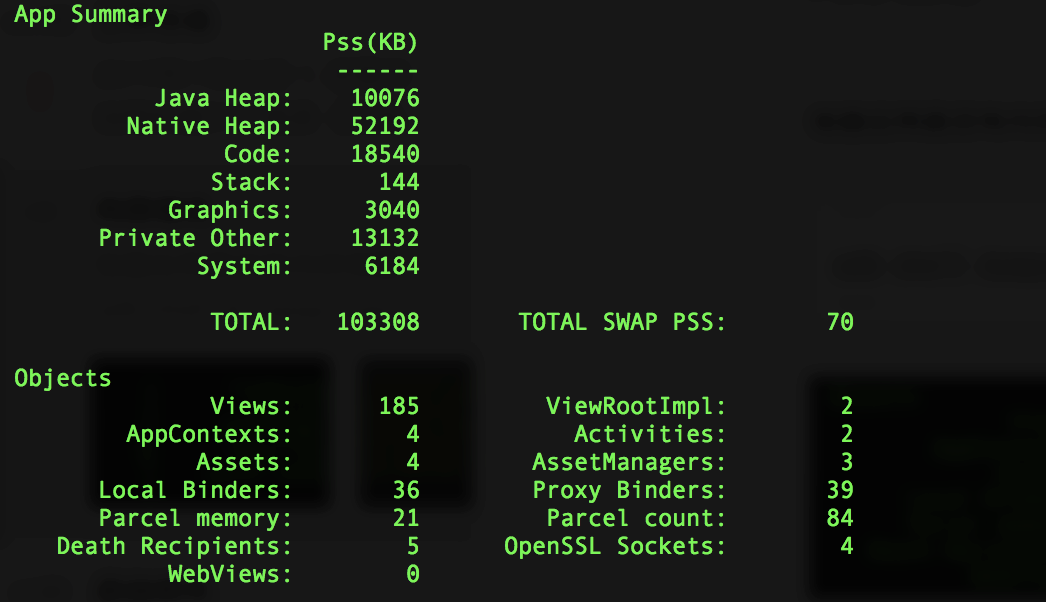 App Summary
Pss(KB)
------
Java Heap: 10076
Native Heap: 52192
Code: 18540
Stack: 144
Graphics: 3040
Private Other: 13132
System: 6184
TOTAL: 103308 TOTAL SWAP PSS: 70
Objects
Views: 185 ViewRootImpl: 2
AppContexts: 4 Activities: 2
Assets: 4 AssetManagers: 3
Local Binders: 36 Proxy Binders: 39
Parcel memory: 21 Parcel count: 84
Death Recipients: 5 OpenSSL Sockets: 4
WebViews: 0